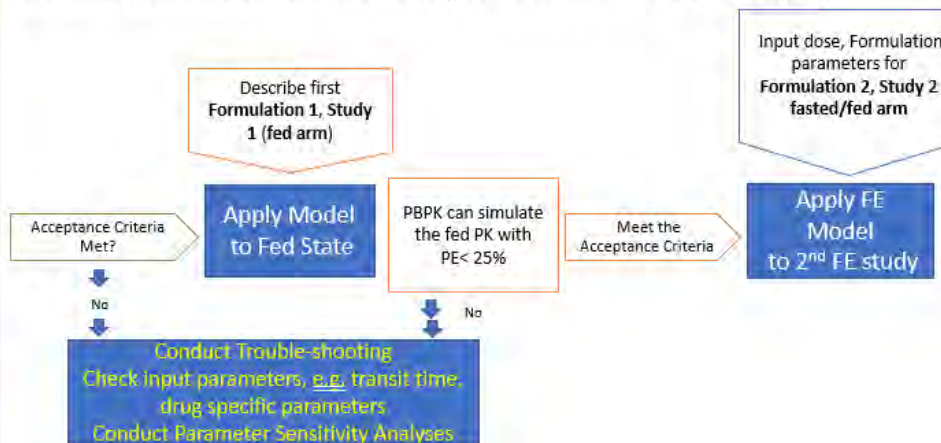 Describe first
Formulation 1, Study
1 (fed arm)
Input dose, Formulation
parameters for
Formulation 2, Study 2
fasted/fed arm
Acceptance Criteria
Met?
Apply Model
to Fed State
PBPK can simulate
the fed PK with
PE< 25%
Meet the
Acceptance Criteria
Apply FE
Model
to 2nd FE study
No
No
Conduct Trouble-shooting
Check input parameters, e.g. transit time,
drug specific parameters
Conduct Parameter Sensitivity Analyses